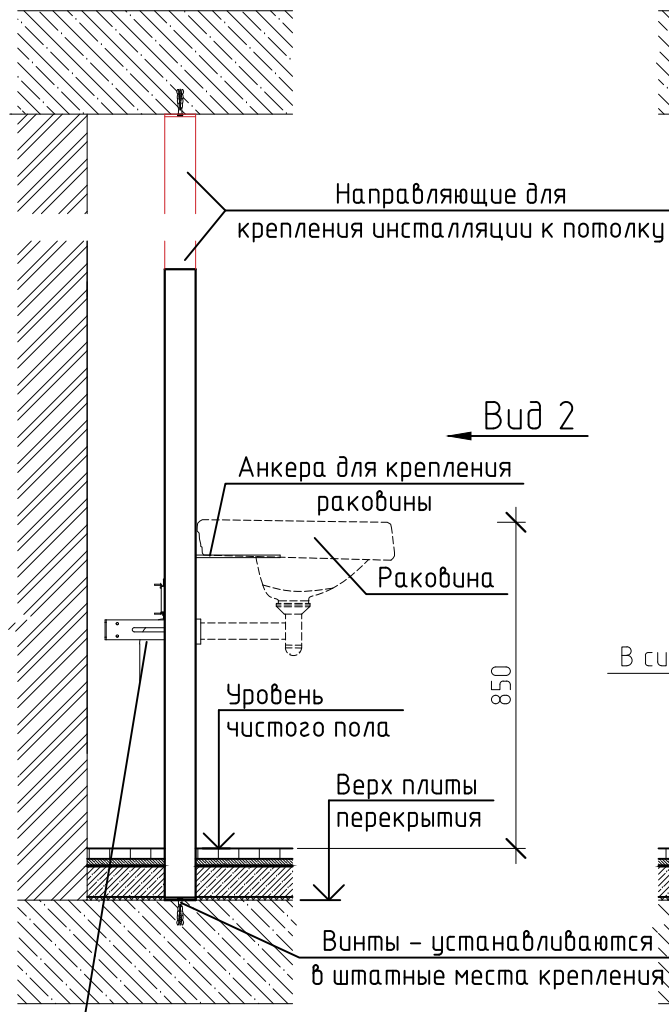 Направляющие для
крепления инсталляции к потолку
Вид 2
Анкера для крепления
раковины
Раковина
850
В си
Уровень
чистого пола
Верх плиты
перекрытия
Винты – устанавливаются
в штатные места крепления